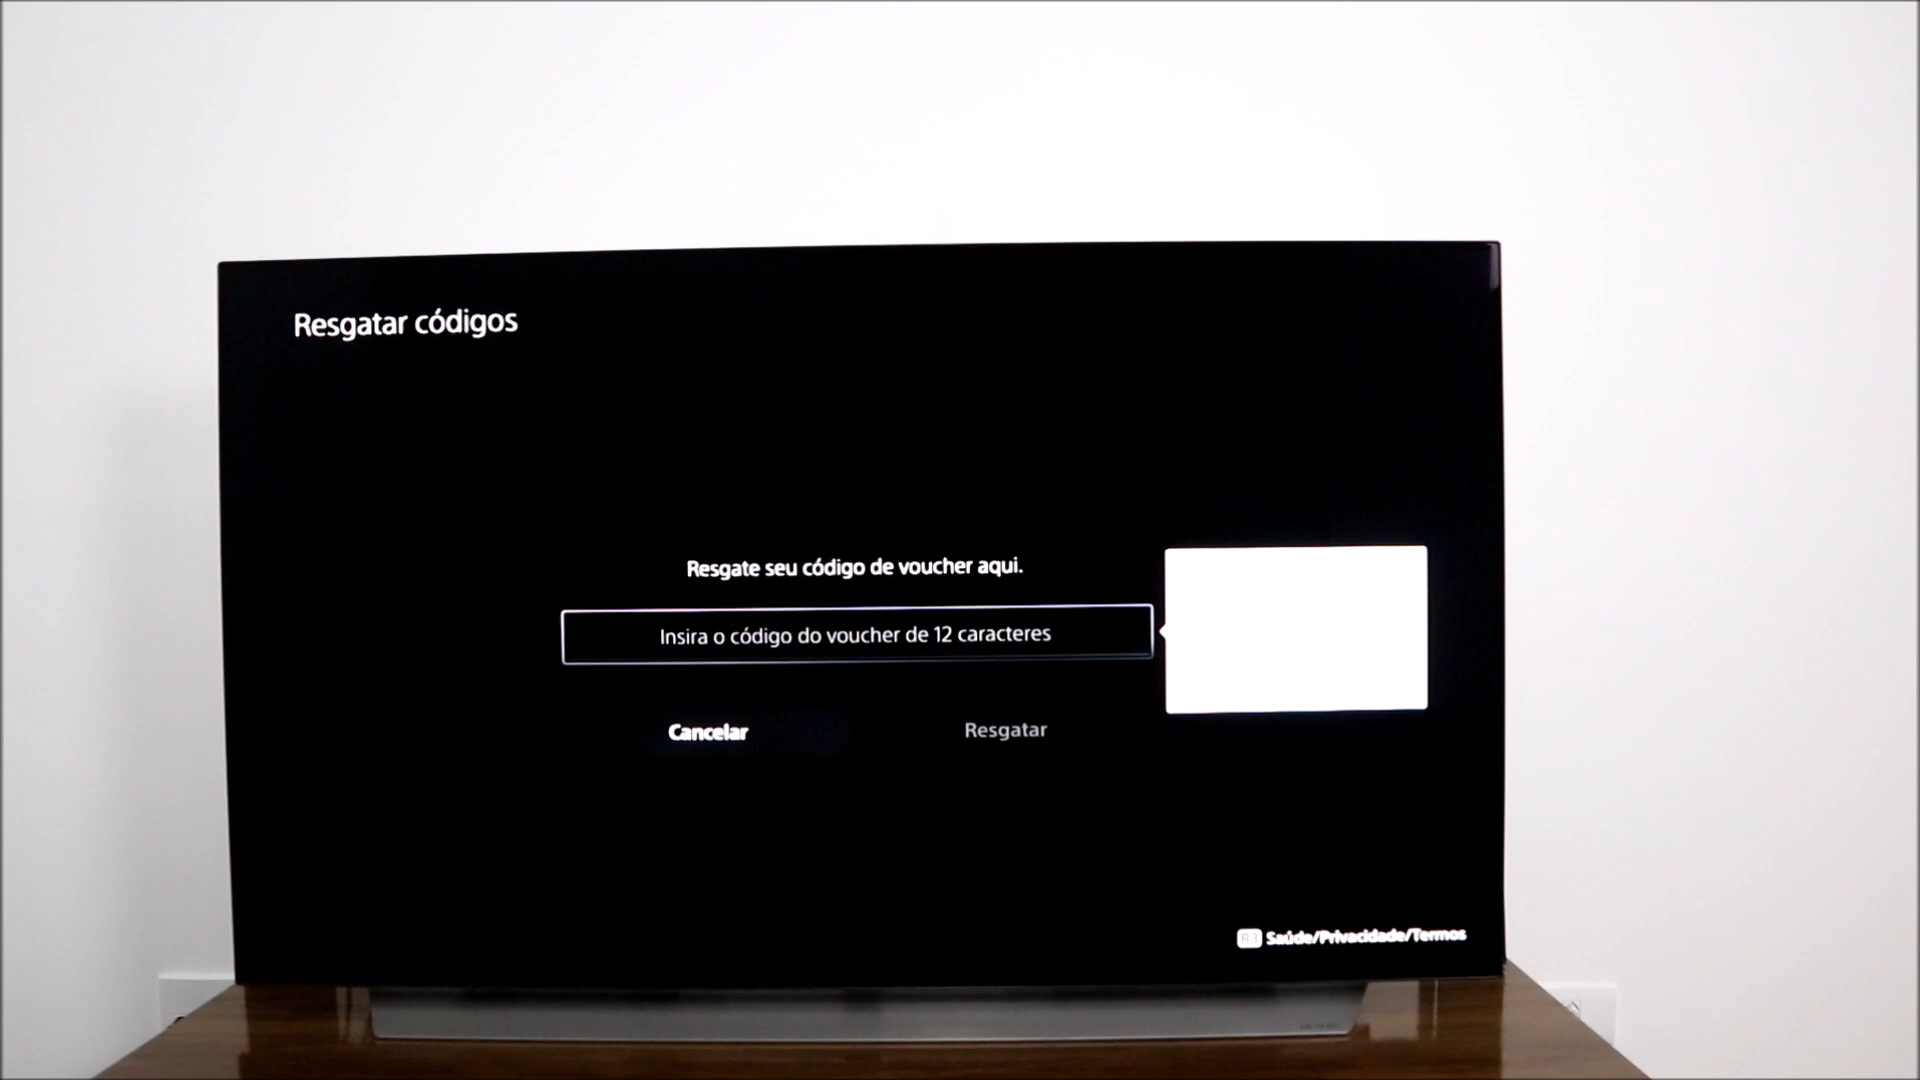 Resgatar códigos
Resgate seu código de voucher aqui.
Insira o código do voucher de 12 caracteres
Cancelar
Resgatar
R3 Saúde/Privacidade/Termos